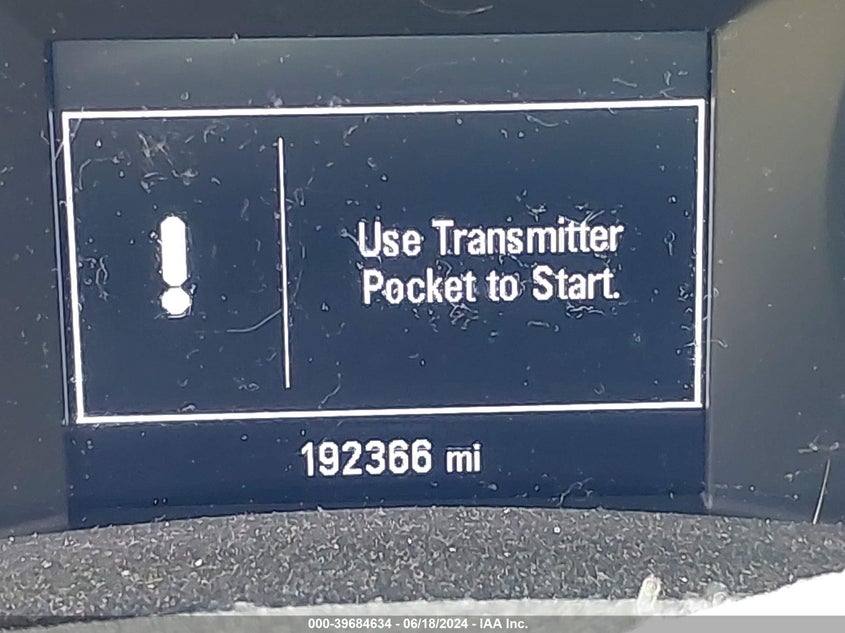 Use Transmitter
Pocket to Start.
192366 mi
000-39684634 - 06/18/2024 - IAA Inc.